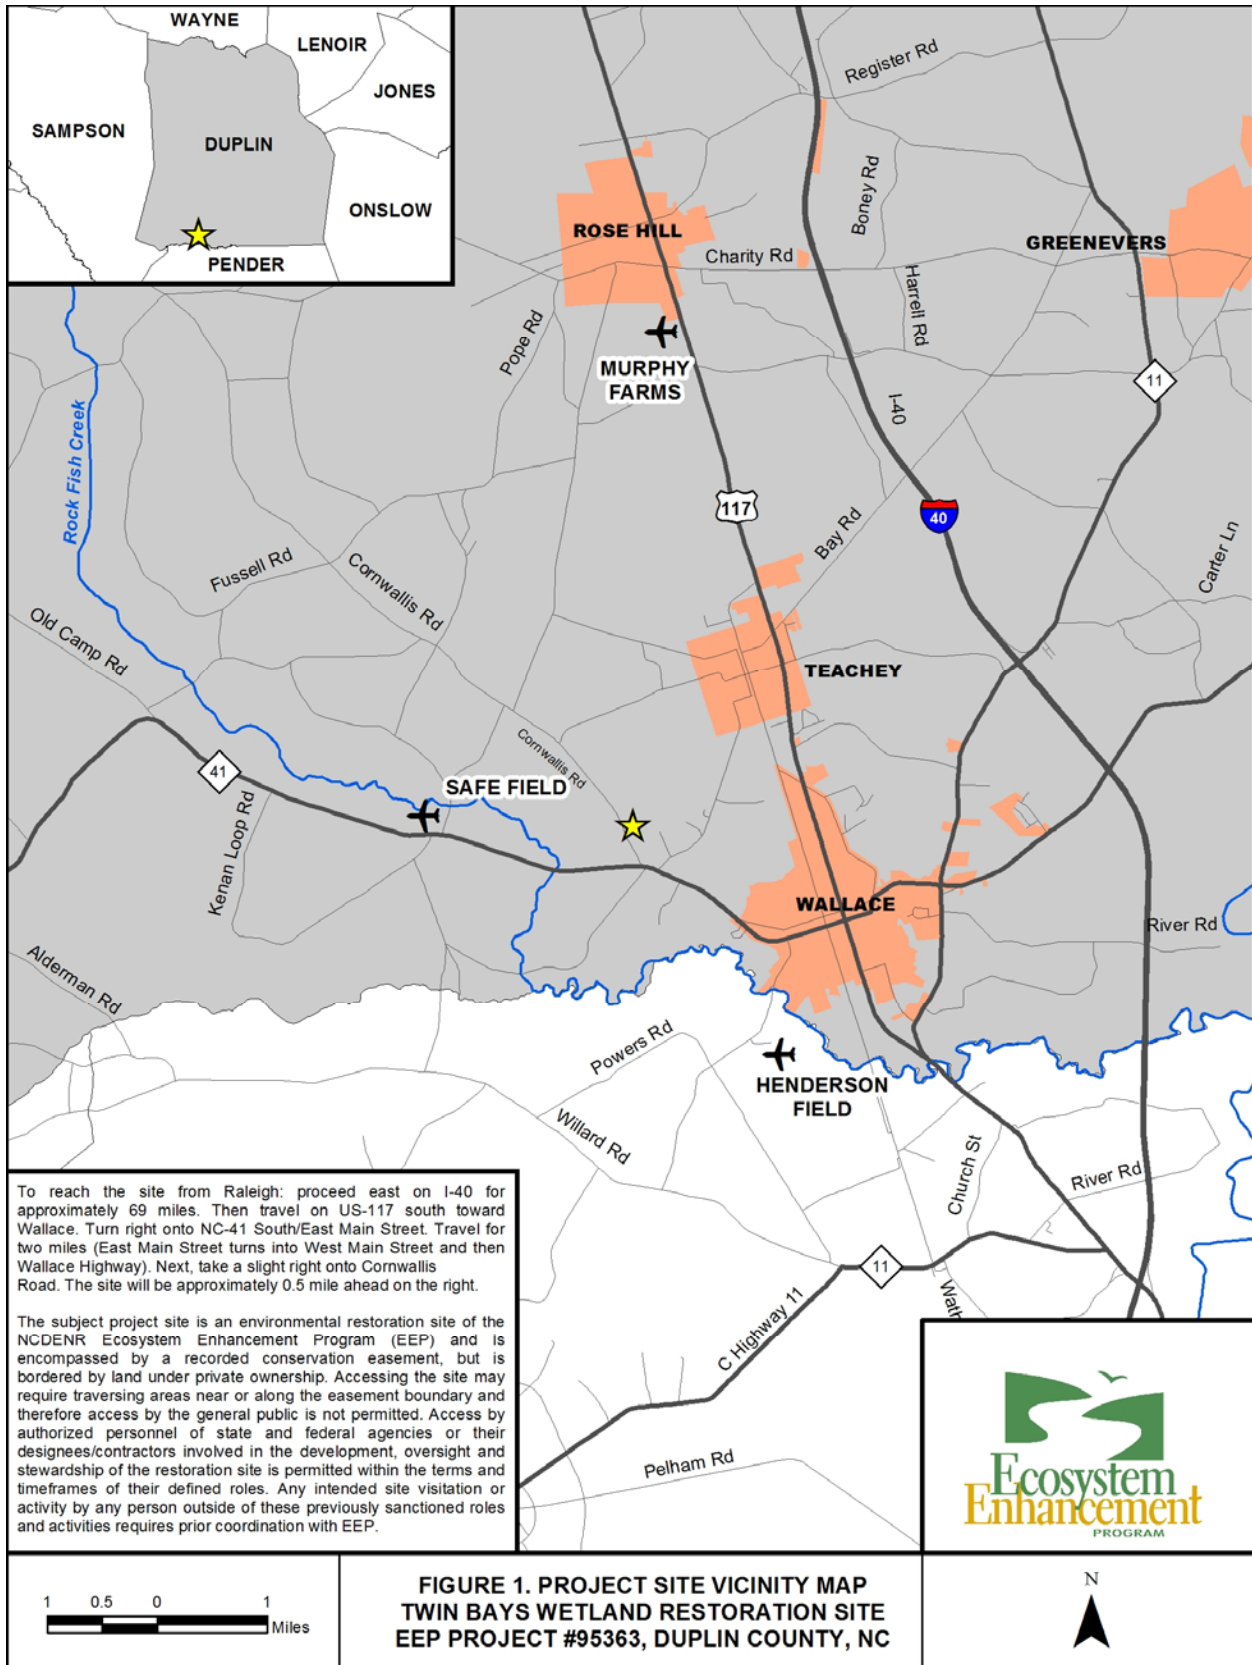 WAYNE
LENOIR
JONES
SAMPSON
DUPLIN
ONSLOW
PENDER
Register Rd
Boney Rd
ROSE HILL
GREENEVERS
Charity Rd
Harrell Rd
Pope Rd
MURPHY
FARMS
11
I-40
Rock Fish Creek
117
40
Bay Rd
Fussell Rd
Cornwallis Rd
Carter Ln
Old Camp Rd
TEACHEY
Cornwallis Rd
41
SAFE FIELD
Kenan Loop Rd
WALLACE
River Rd
Alderman Rd
Powers Rd
HENDERSON
FIELD
Willard Rd
Church St
River Rd
11
Wath
C Highway 11
Pelham Rd
To reach the site from Raleigh: proceed east on I-40 for
approximately 69 miles. Then travel on US-117 south toward
Wallace. Turn right onto NC-41 South/East Main Street. Travel for
two miles (East Main Street turns into West Main Street and then
Wallace Highway). Next, take a slight right onto Cornwallis
Road. The site will be approximately 0.5 mile ahead on the right.
The subject project site is an environmental restoration site of the
NCDENR Ecosystem Enhancement Program (EEP) and is
encompassed by a recorded conservation easement, but is
bordered by land under private ownership. Accessing the site may
require traversing areas near or along the easement boundary and
therefore access by the general public is not permitted. Access by
authorized personnel of state and federal agencies or their
designees/contractors involved in the development, oversight and
stewardship of the restoration site is permitted within the terms and
timeframes of their defined roles. Any intended site visitation or
activity by any person outside of these previously sanctioned roles
and activities requires prior coordination with EEP.
Ecosystem
Enhancement
PROGRAM
1 0.5 0 1
Miles
FIGURE 1. PROJECT SITE VICINITY MAP
TWIN BAYS WETLAND RESTORATION SITE
EEP PROJECT #95363, DUPLIN COUNTY, NC
N